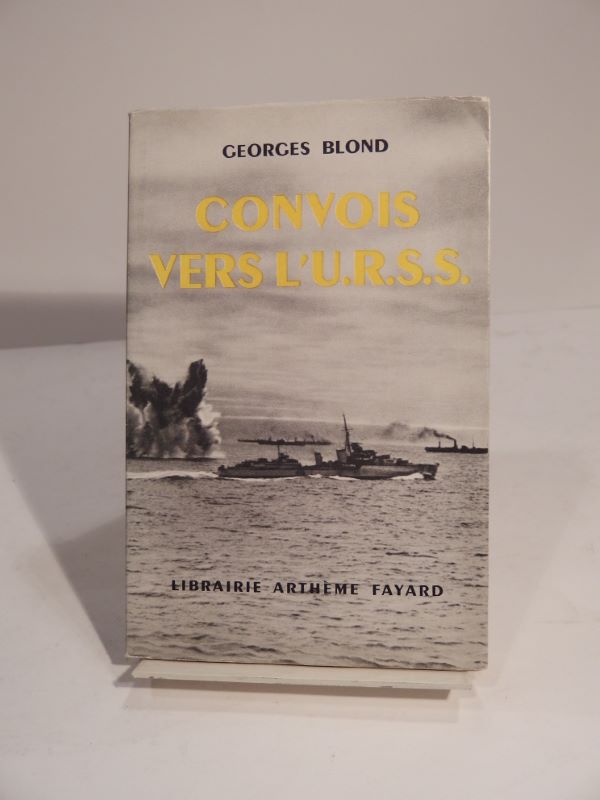 GEORGES BLOND
CONVOIS
VERS L'U.R.S.S.
LIBRAIRIE ARTHÈME FAYARD